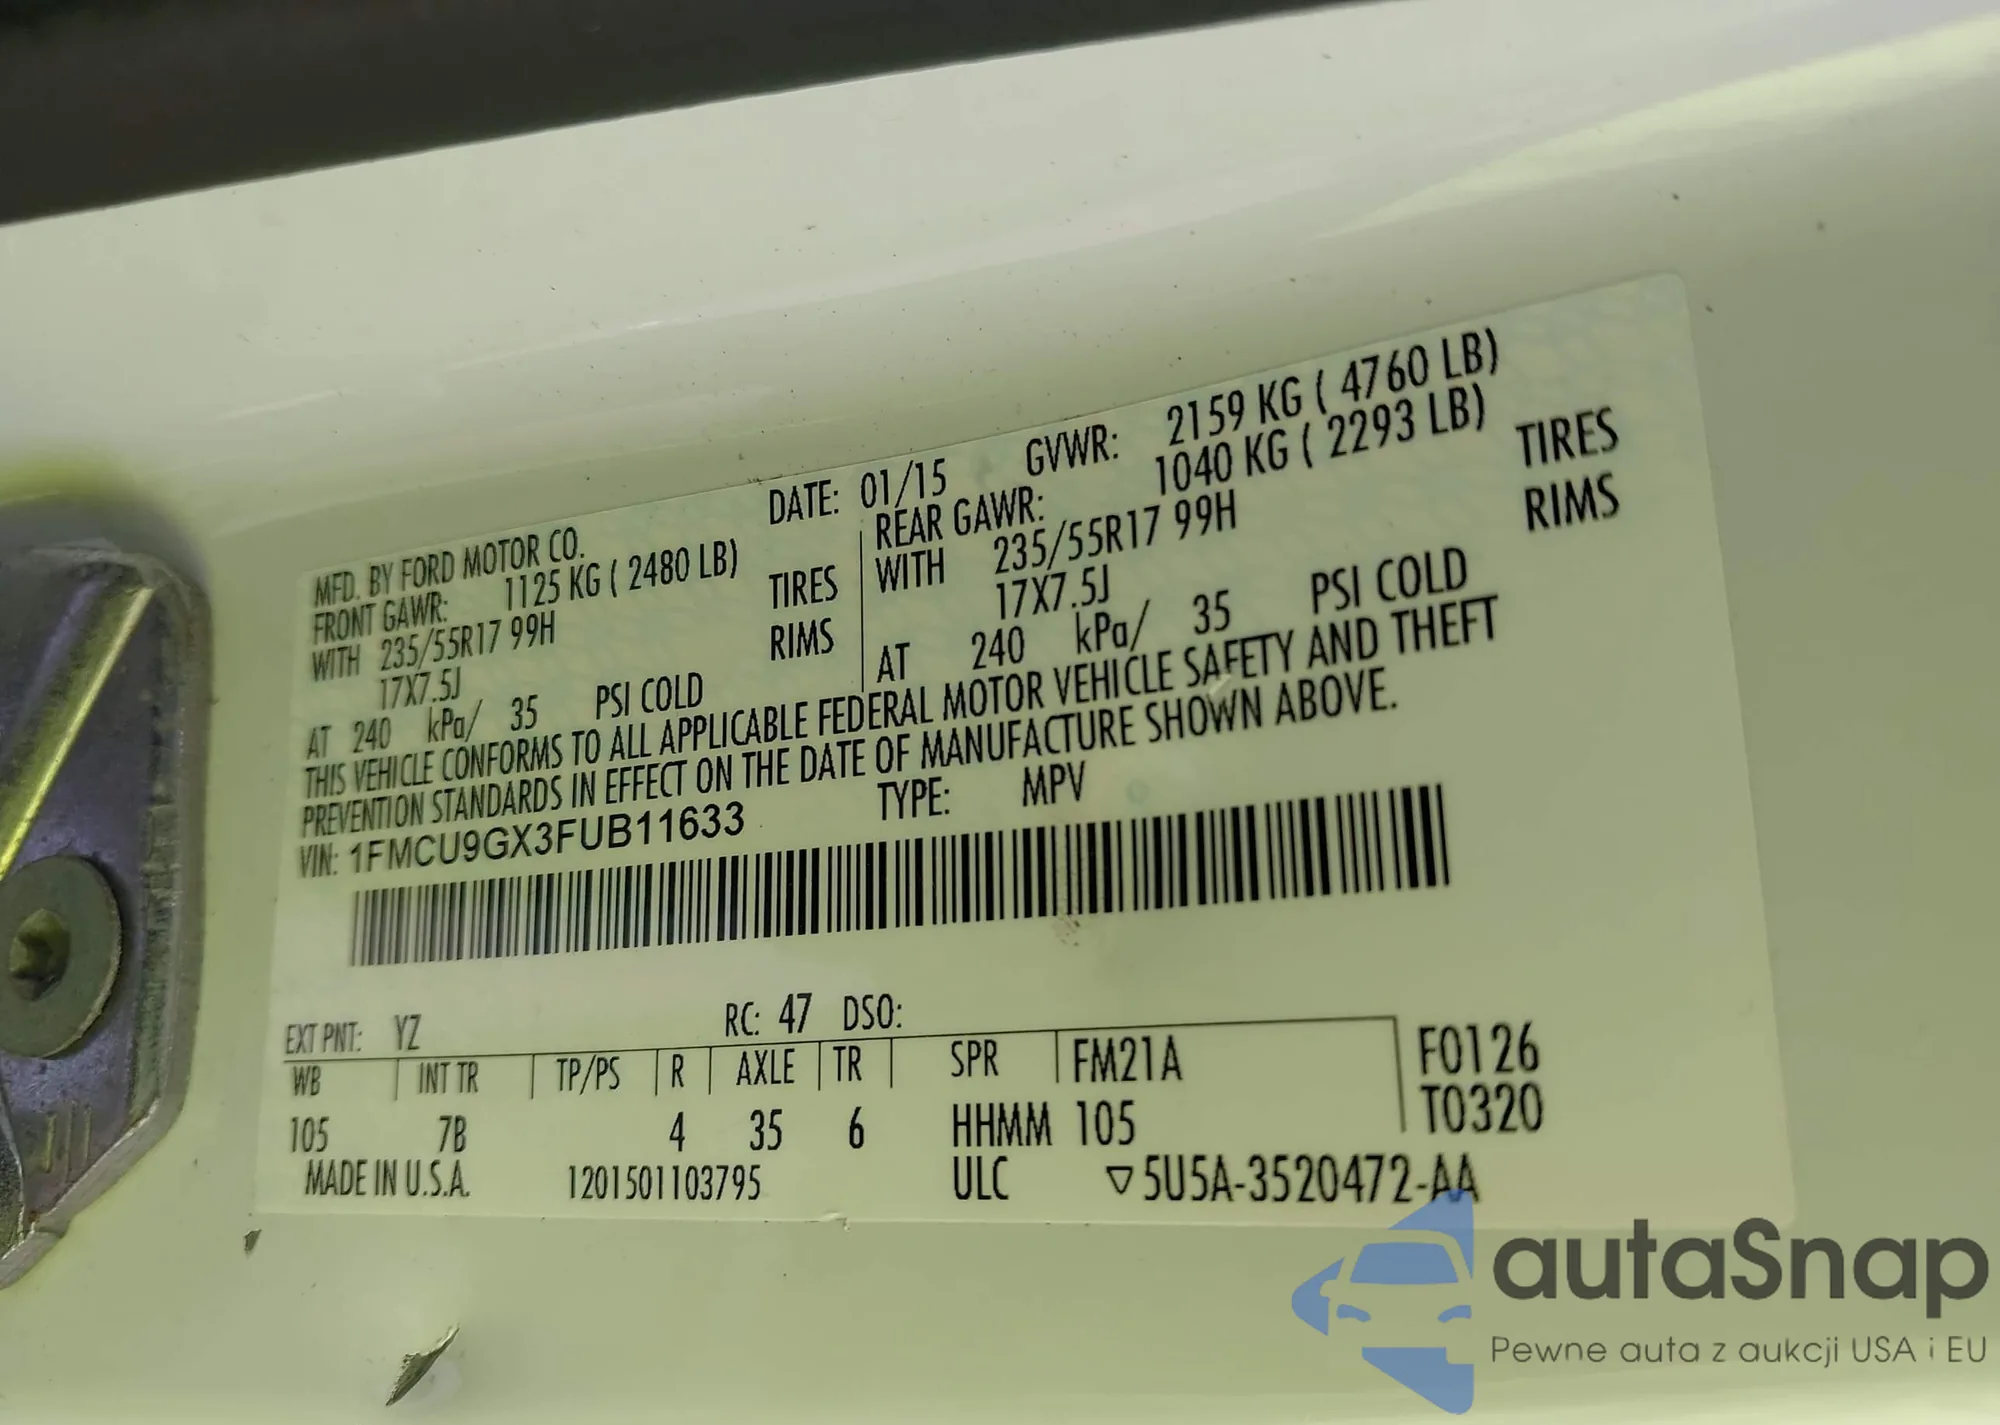 MFD. BY FORD MOTOR CO. DATE: 01/15 GVWR: 2159 KG ( 4760 LB)
FRONT GAWR: 1125 KG ( 2480 LB) REAR GAWR: 1040 KG ( 2293 LB)
WITH 235/55R17 99H TIRES WITH 235/55R17 99H TIRES
17X7.5J RIMS 17X7.5J RIMS
AT 240 kPa/ 35 PSI COLD AT 240 kPa/ 35 PSI COLD
THIS VEHICLE CONFORMS TO ALL APPLICABLE FEDERAL MOTOR VEHICLE SAFETY AND THEFT
PREVENTION STANDARDS IN EFFECT ON THE DATE OF MANUFACTURE SHOWN ABOVE.
VIN: 1FMCU9GX3FUB11633 TYPE: MPV
EXT PNT: YZ RC: 47 DSO:
WB INT TR TP/PS R AXLE TR SPR FM21A F0126
105 7B 4 35 6 HHMM 105 T0320
MADE IN U.S.A. 1201501103795 ULC ▽5U5A-3520472-AA
autaSnap
Pewne auta z aukcji USA i EU